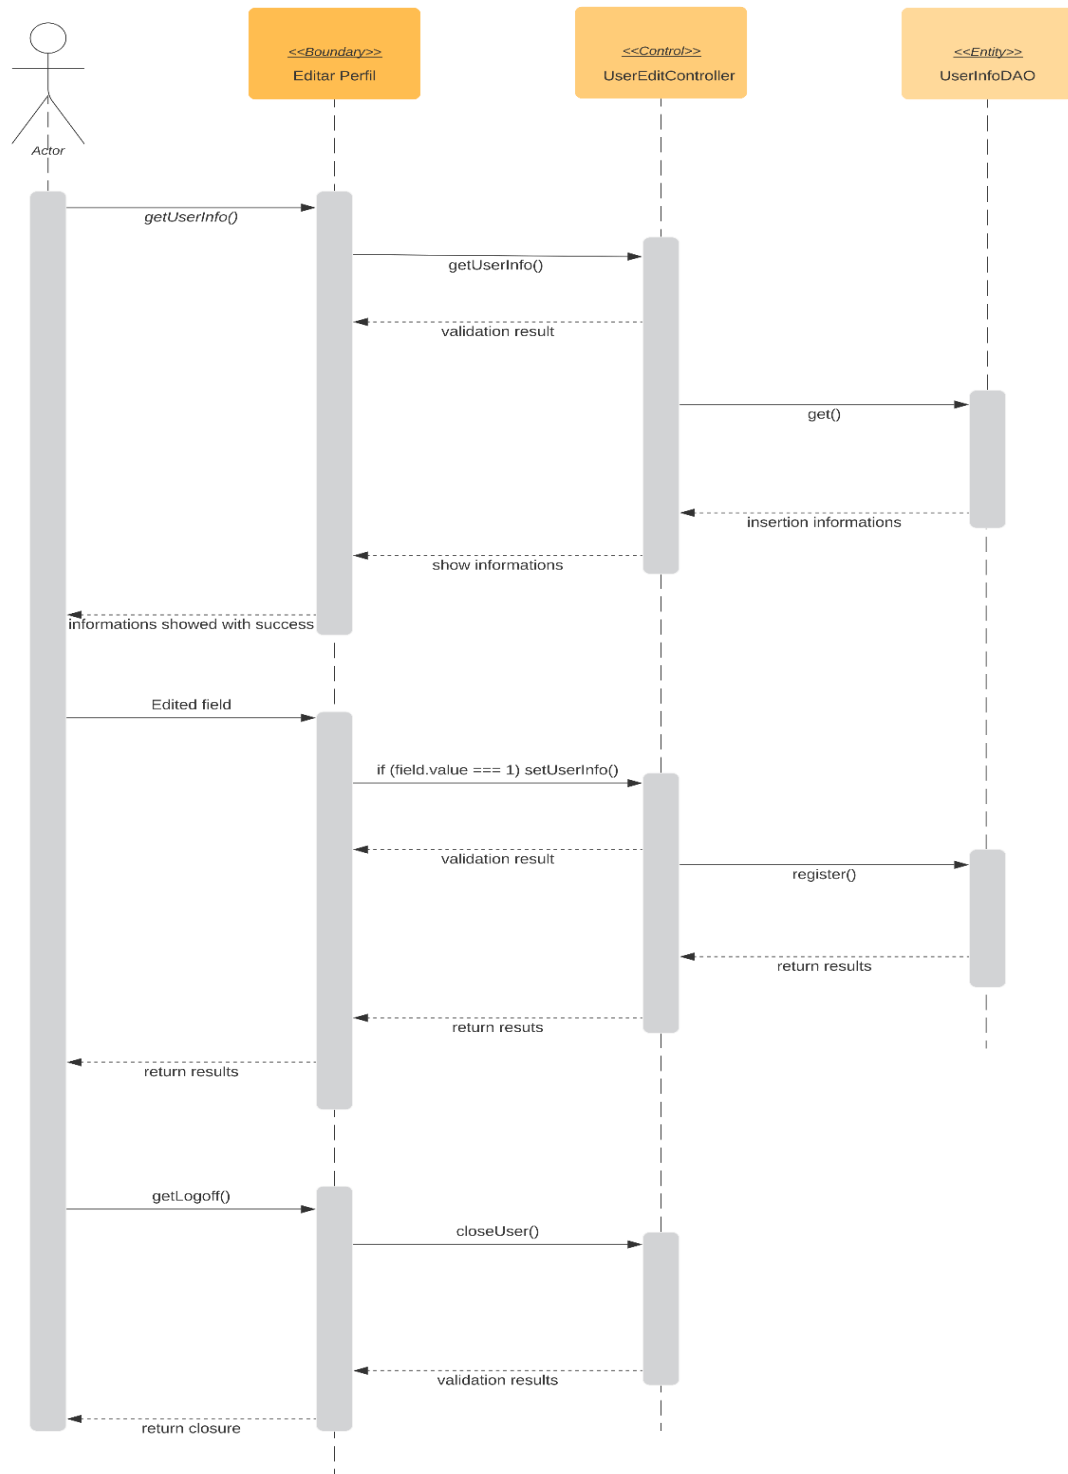 <<Boundary>>
Editar Perfil
<<Control>>
UserEditController
<<Entity>>
UserInfoDAO
Actor
getUserInfo()
getUserInfo()
validation result
get()
insertion informations
show informations
informations showed with success
Edited field
if (field.value === 1) setUserInfo()
validation result
register()
return results
return resuts
return results
getLogoff()
closeUser()
validation results
return closure